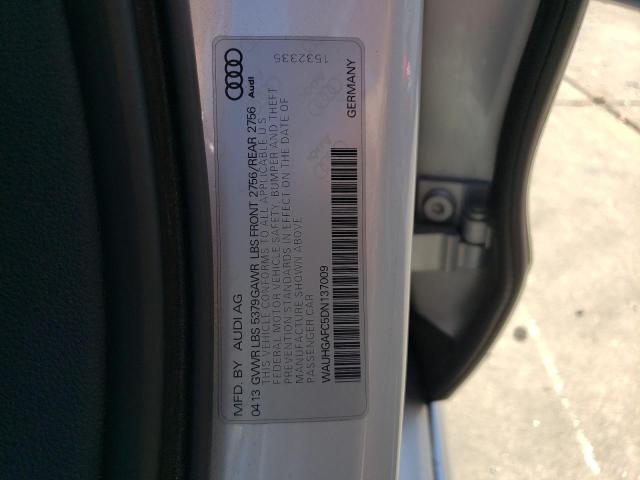 MFD. BY AUDI AG
1532335
Audi
04 13 GVWR LBS 5379 GAWR LBS FRONT 2756/REAR 2756
THIS VEHICLE CONFORMS TO ALL APPLICABLE U.S.
FEDERAL MOTOR VEHICLE SAFETY, BUMPER AND THEFT
PREVENTION STANDARDS IN EFFECT ON THE DATE OF
MANUFACTURE SHOWN ABOVE
PASSENGER CAR
WAUHGAFC5DN137009
GERMANY